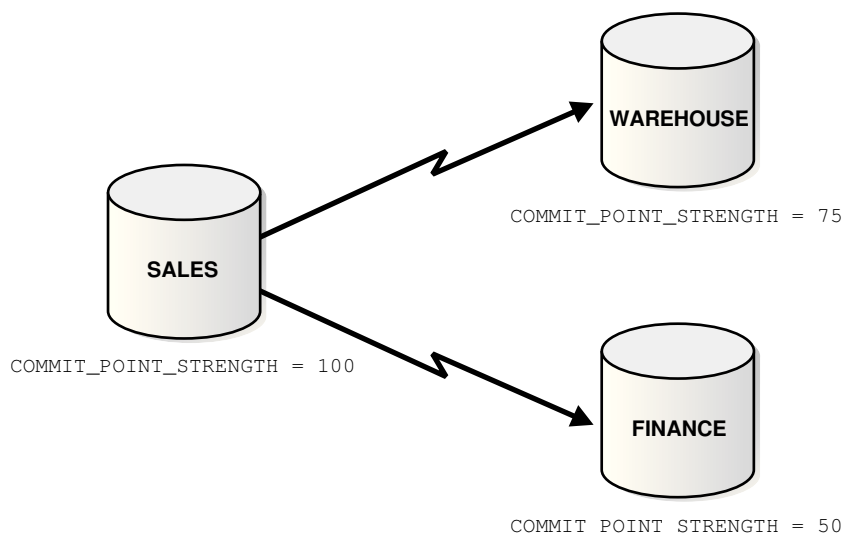 WAREHOUSE
COMMIT_POINT_STRENGTH = 75
SALES
COMMIT_POINT_STRENGTH = 100
FINANCE
COMMIT POINT STRENGTH = 50